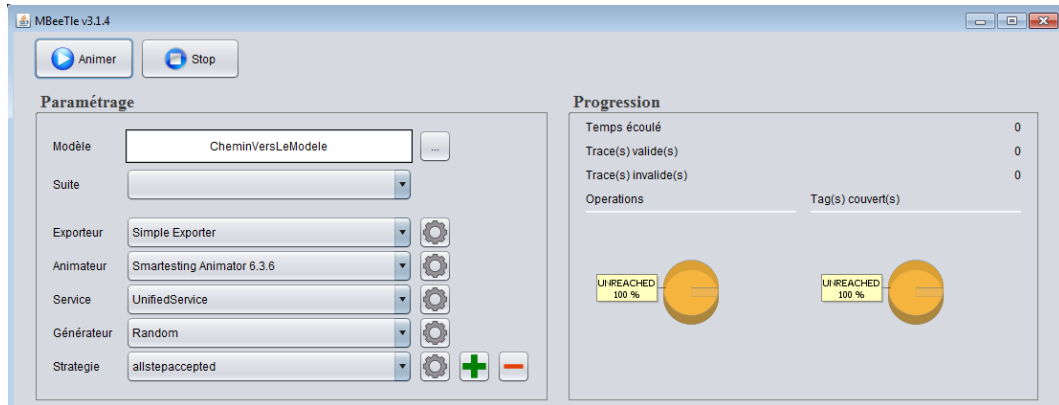 MBeeTle v3.1.4
Animer
Stop
Paramétrage
Modèle
CheminVersLeModele
...
Suite
Exporteur
Simple Exporter
Animateur
Smartesting Animator 6.3.6
Service
UnifiedService
Générateur
Random
Strategie
allstepaccepted
Progression
Temps écoulé 0
Trace(s) valide(s) 0
Trace(s) invalide(s) 0
Operations
Tag(s) couvert(s)
UNREACHED
100 %
UNREACHED
100 %